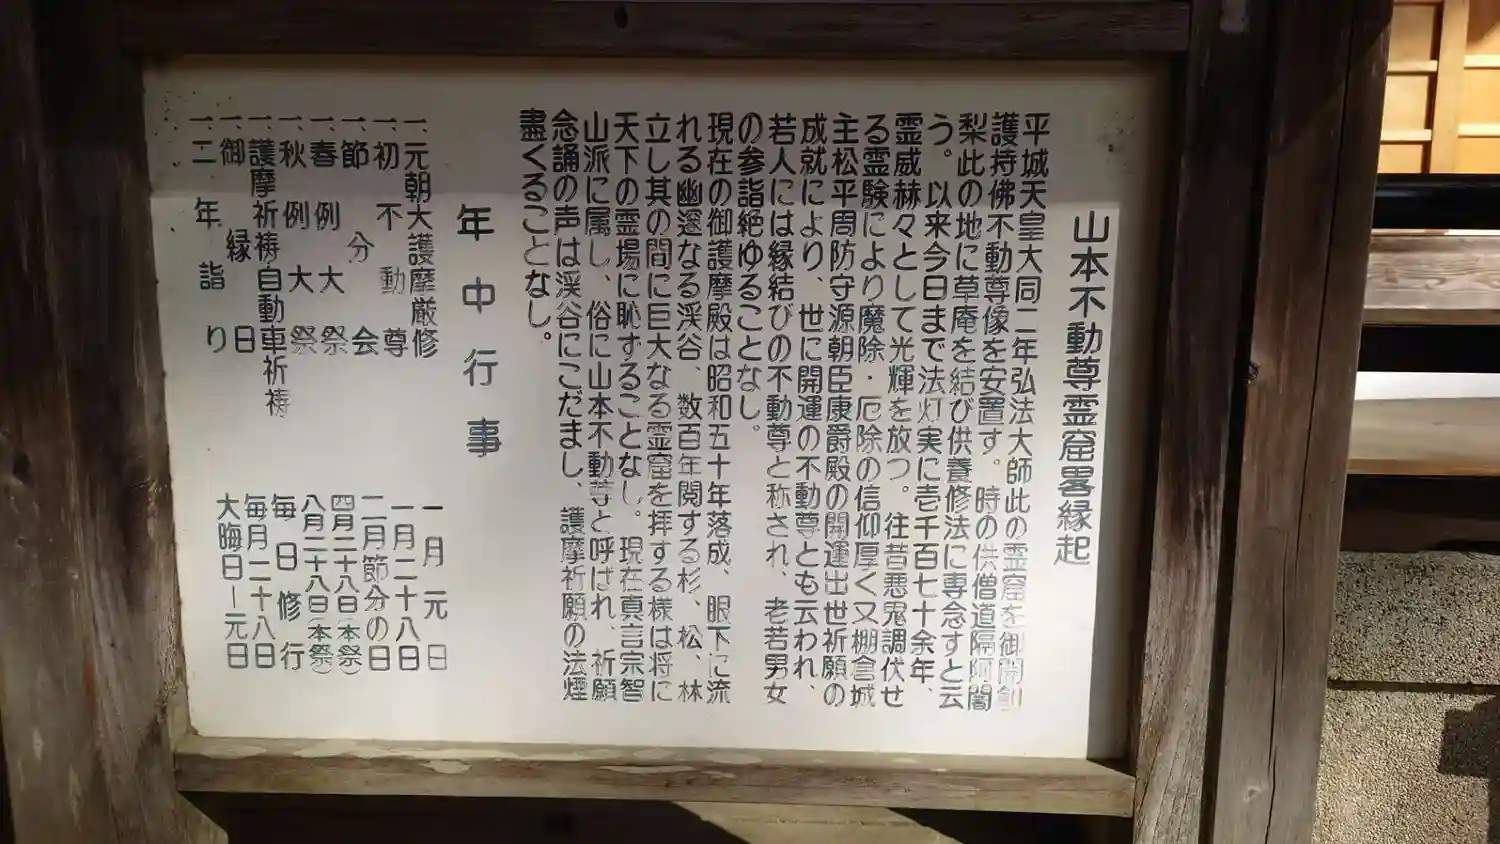 山本不動尊霊窟畧縁起
平城天皇大同二年弘法大師此の霊窟を御開創
護持佛不動尊像を安置す。時の供僧道隔阿闍
梨此の地に草庵を結び供養修法に専念すと云
う。以来今日まで法灯実に壱千百七十余年、
霊威赫々として光輝を放つ。往昔悪鬼調伏せ
る霊験により魔除・厄除の信仰厚く又棚倉城
主松平周防守源朝臣康爵殿の開運出世祈願の
成就により、世に開運の不動尊とも云われ、
若人には縁結びの不動尊と称され、老若男女
の参詣絶ゆることなし。
現在の御護摩殿は昭和五十年落成、眼下に流
れる幽邃なる渓谷、数百年閲する杉、松、林
立し其の間に巨大なる霊窟を拝する様は将に
天下の霊場に恥ずることなし。現在真言宗智
山派に属し、俗に山本不動尊と呼ばれ、祈願
念誦の声は渓谷にこだまし、護摩祈願の法煙
盡くることなし。
年中行事
一、元朝大護摩厳修 一月元日
一、初不動尊 一月二十八日
一、節分会 二月節分の日
一、春例大祭 四月二十八日(本祭)
一、秋例大祭 八月二十八日(本祭)
一、護摩祈祷・自動車祈祷 毎日修行
一、御縁日 毎月二十八日
一、二年詣り 大晦日ー元日